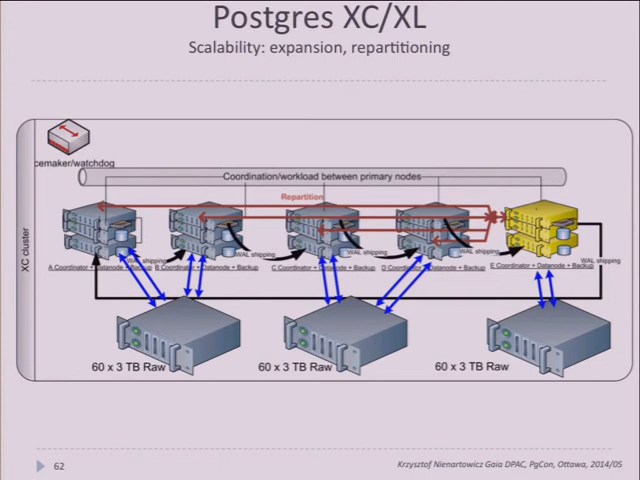 Postgres XC/XL
Scalability: expansion, repartitioning
cemaker/watchdog
Coordination/workload between primary nodes
Repartition
XC cluster
WAL shipping
WAL shipping
WAL shipping
WAL shipping
WAL shipping
A Coordinator + Datanode + Backup
B Coordinator + Datanode + Backup
C Coordinator + Datanode + Backup
D Coordinator + Datanode + Backup
E Coordinator + Datanode + Backup
60 x 3 TB Raw
60 x 3 TB Raw
60 x 3 TB Raw
62
Krzysztof Nienartowicz Gaia DPAC, PgCon, Ottawa, 2014/05